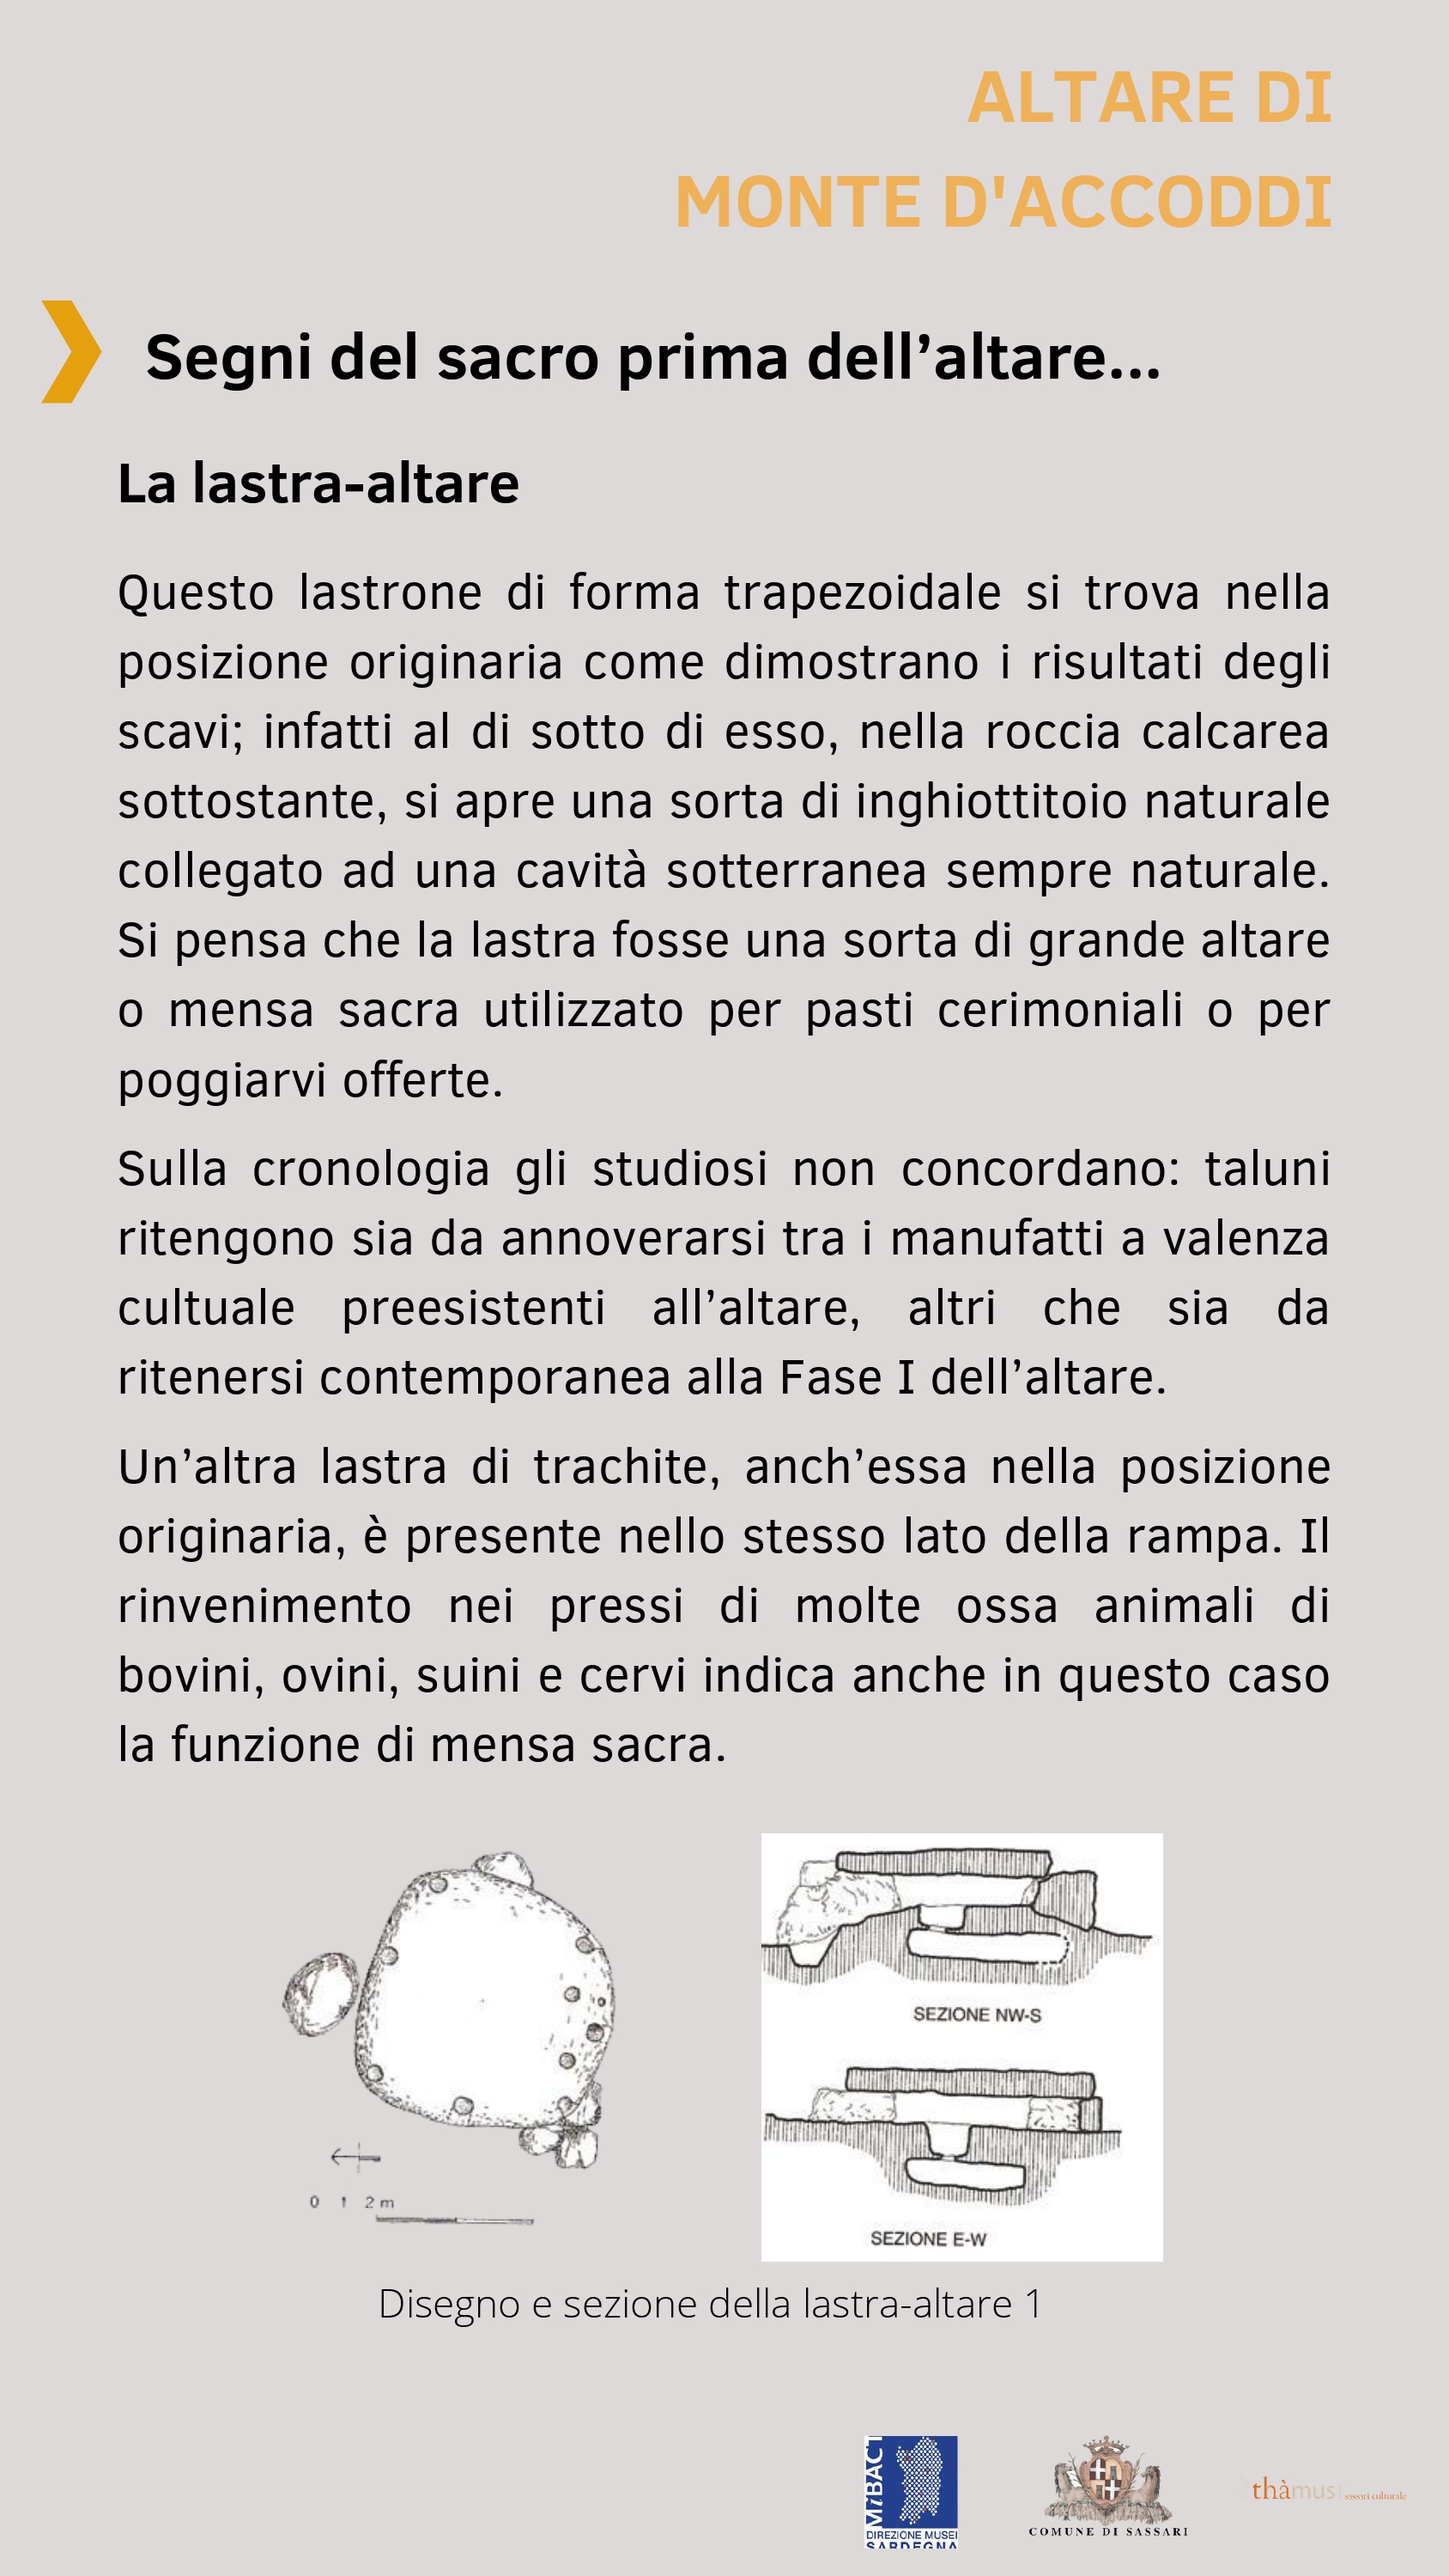 ALTARE DI
MONTE D'ACCODDI
Segni del sacro prima dell’altare...
La lastra-altare
Questo lastrone di forma trapezoidale si trova nella
posizione originaria come dimostrano i risultati degli
scavi; infatti al di sotto di esso, nella roccia calcarea
sottostante, si apre una sorta di inghiottitoio naturale
collegato ad una cavità sotterranea sempre naturale.
Si pensa che la lastra fosse una sorta di grande altare
o mensa sacra utilizzato per pasti cerimoniali o per
poggiarvi offerte.
Sulla cronologia gli studiosi non concordano: taluni
ritengono sia da annoverarsi tra i manufatti a valenza
cultuale preesistenti all’altare, altri che sia da
ritenersi contemporanea alla Fase I dell’altare.
Un’altra lastra di trachite, anch’essa nella posizione
originaria, è presente nello stesso lato della rampa. Il
rinvenimento nei pressi di molte ossa animali di
bovini, ovini, suini e cervi indica anche in questo caso
la funzione di mensa sacra.
0 1 2 m
SEZIONE NW-S
SEZIONE E-W
Disegno e sezione della lastra-altare 1
MiBACT
DIREZIONE MUSEI
SARDEGNA
COMUNE DI SASSARI
thàmus | sassari culturale